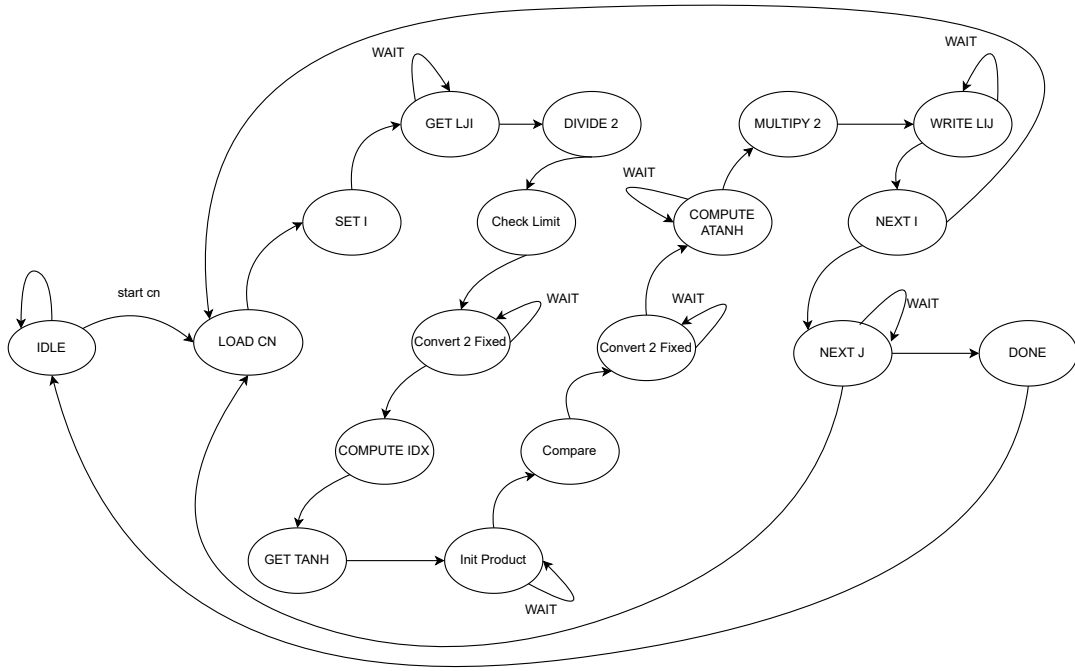 WAIT
WAIT
GET LJI
DIVIDE 2
MULTIPY 2
WRITE LIJ
WAIT
SET I
Check Limit
COMPUTE
ATANH
NEXT I
start cn
WAIT
WAIT
WAIT
IDLE
LOAD CN
Convert 2 Fixed
Convert 2 Fixed
NEXT J
DONE
COMPUTE IDX
Compare
GET TANH
Init Product
WAIT